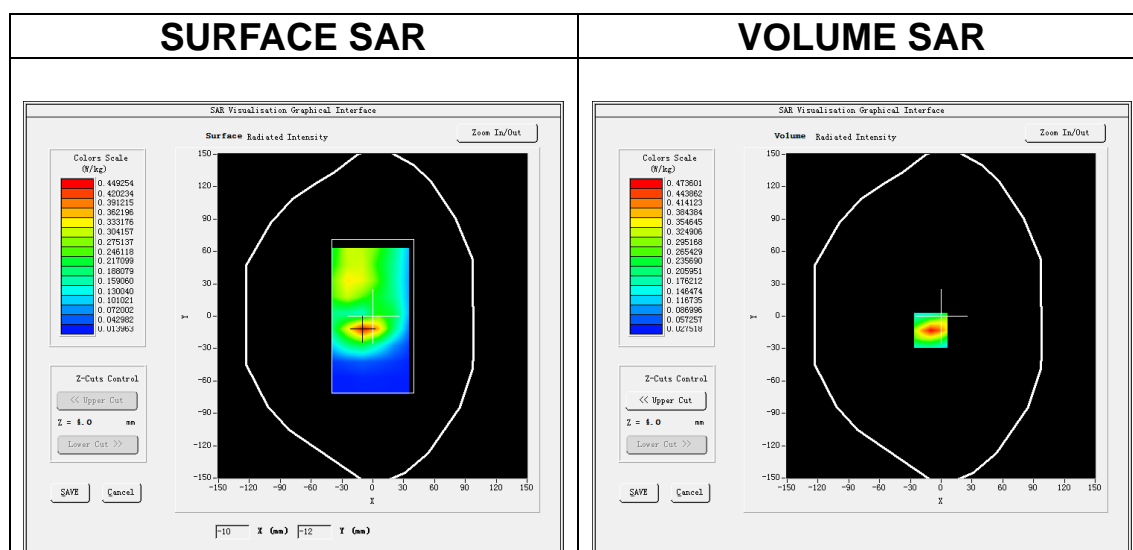 SURFACE SAR
VOLUME SAR
SAR Visualisation Graphical Interface
Surface Radiated Intensity
Zoom In/Out
Colors Scale
(W/kg)
0.449254
0.420234
0.391215
0.362196
0.333176
0.304157
0.275137
0.246118
0.217099
0.188079
0.159060
0.130040
0.101021
0.072002
0.042982
0.013963
150
120
90
60
30
0
-30
-60
-90
-120
-150
Y
-150 -120 -90 -60 -30 0 30 60 90 120 150
X
Z-Cuts Control
<< Upper Cut
Z = 4.0 mm
Lower Cut >>
SAVE Cancel
-10 X (mm) -12 Y (mm)
SAR Visualisation Graphical Interface
Volume Radiated Intensity
Zoom In/Out
Colors Scale
(W/kg)
0.473601
0.443862
0.414123
0.384384
0.354645
0.324906
0.295168
0.265429
0.235690
0.205951
0.176212
0.146474
0.116735
0.086996
0.057257
0.027518
150
120
90
60
30
0
-30
-60
-90
-120
-150
Y
-150 -120 -90 -60 -30 0 30 60 90 120 150
X
Z-Cuts Control
<< Upper Cut
Z = 4.0 mm
Lower Cut >>
SAVE Cancel